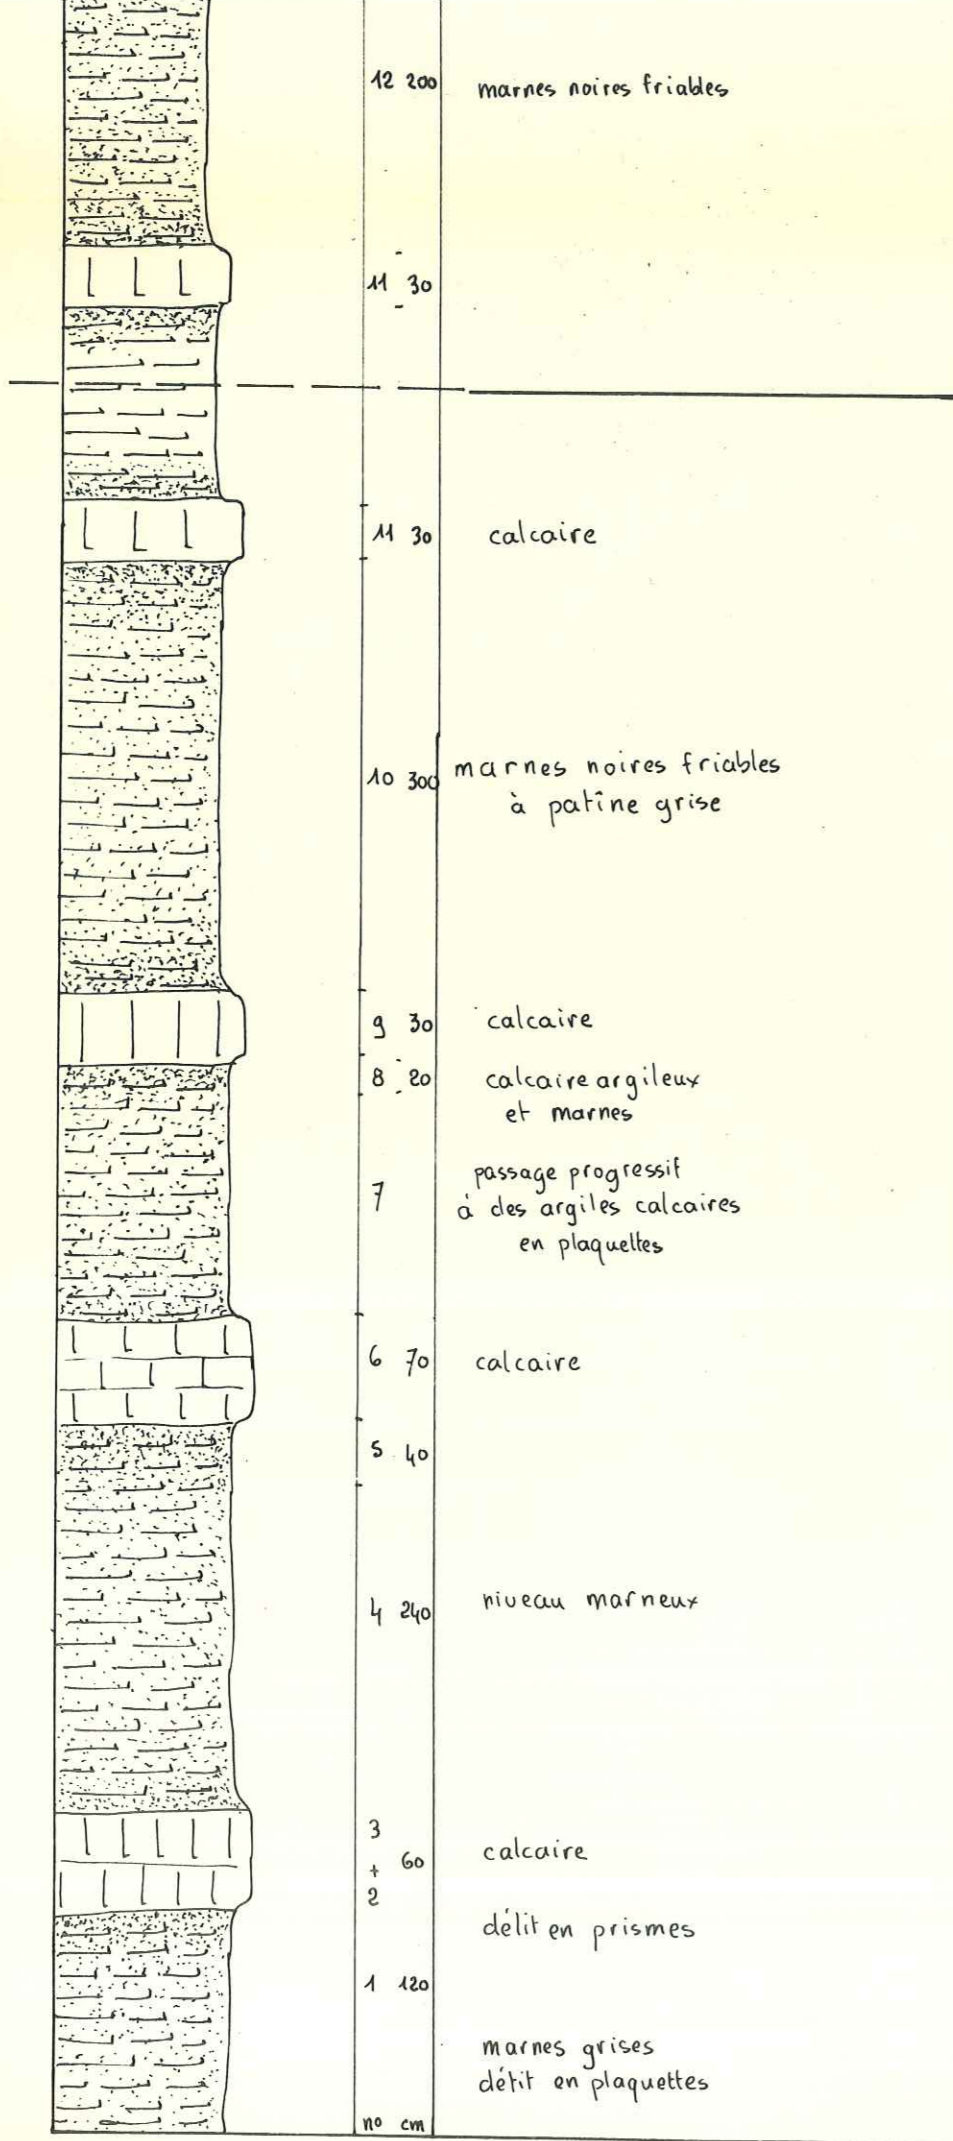 12 200 marnes noires friables
11 30
11 30 calcaire
10 300 marnes noires friables
à patîne grise
9 30 calcaire
8 20 calcaire argileux
et marnes
passage progressif
7 à des argiles calcaires
en plaquettes
6 70 calcaire
5 40
4 240 niveau marneux
3
+ 60 calcaire
2
délit en prismes
1 120
marnes grises
détit en plaquettes
no cm